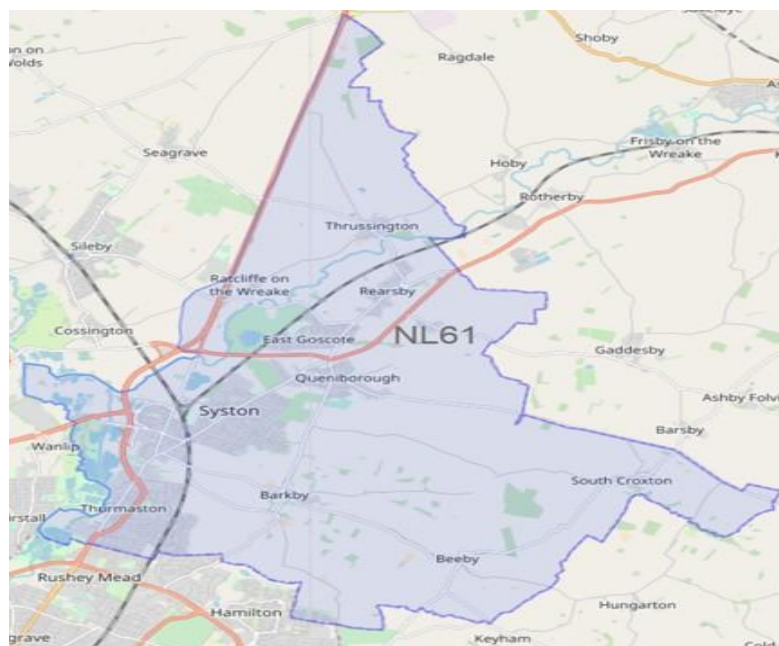 Ragdale
Shoby
Seagrave
Hoby
Frisby on the
Wreake
Rotherby
Thrussington
Sileby
Ratcliffe on
the Wreake
Rearsby
Cossington
East Goscote
NL61
Gaddesby
Queniborough
Ashby Folvi
Syston
Barsby
Wanlip
South Croxton
Barkby
Thurmaston
Beeby
Rushey Mead
Hamilton
Hungarton
Keyham